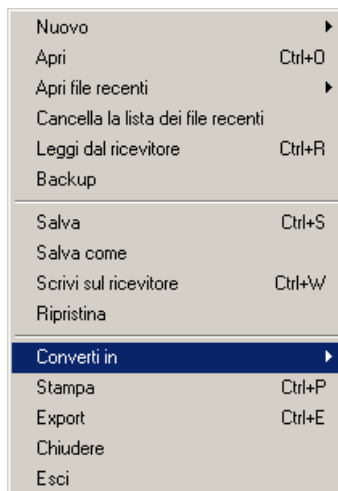 Nuovo
Apri Ctrl+O
Apri file recenti
Cancella la lista dei file recenti
Leggi dal ricevitore Ctrl+R
Backup
Salva Ctrl+S
Salva come
Scrivi sul ricevitore Ctrl+W
Ripristina
Converti in
Stampa Ctrl+P
Export Ctrl+E
Chiudere
Esci